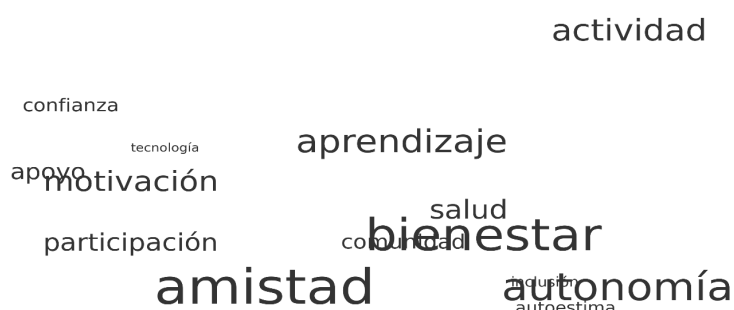 actividad
confianza
aprendizaje
tecnología
apoyo
motivación
salud
bienestar
participación
comunidad
inclusión
amistad
autonomía
autoestima